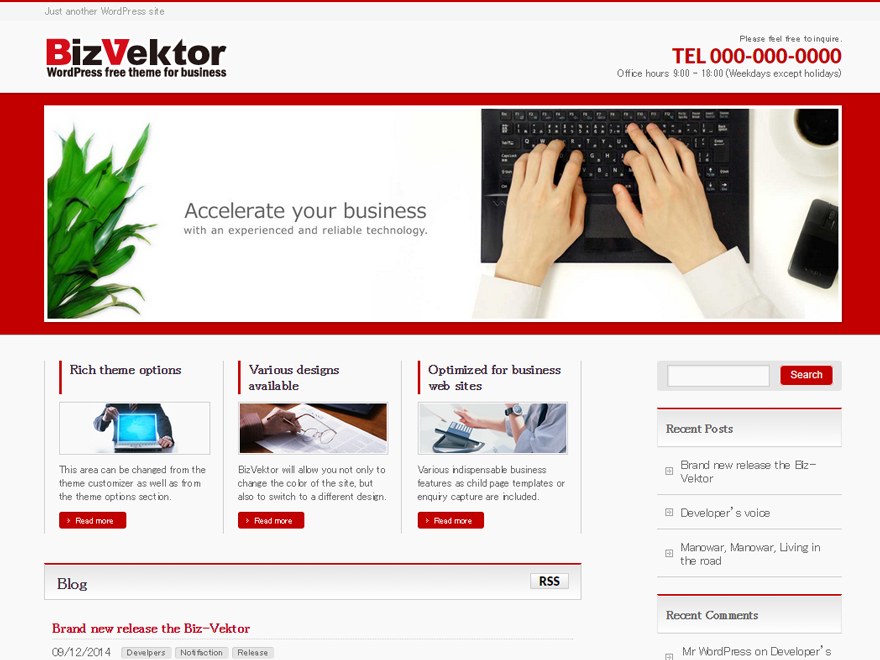 Just another WordPress site
BizVektor
WordPress free theme for business
Please feel free to inquire.
TEL 000-000-0000
Office hours 9:00 - 18:00 (Weekdays except holidays)
Accelerate your business
with an experienced and reliable technology.
Rich theme options
This area can be changed from the
theme customizer as well as from
the theme options section.
Read more
Various designs
available
BizVektor will allow you not only to
change the color of the site, but
also to switch to a different design.
Read more
Optimized for business
web sites
Various indispensable business
features as child page templates or
enquiry capture are included.
Read more
Search
Recent Posts
Brand new release the Biz-
Vektor
Developer's voice
Manowar, Manowar, Living in
the road
Blog
RSS
Brand new release the Biz-Vektor
09/12/2014 Develpers Notifaction Release
Recent Comments
Mr WordPress on Developer's